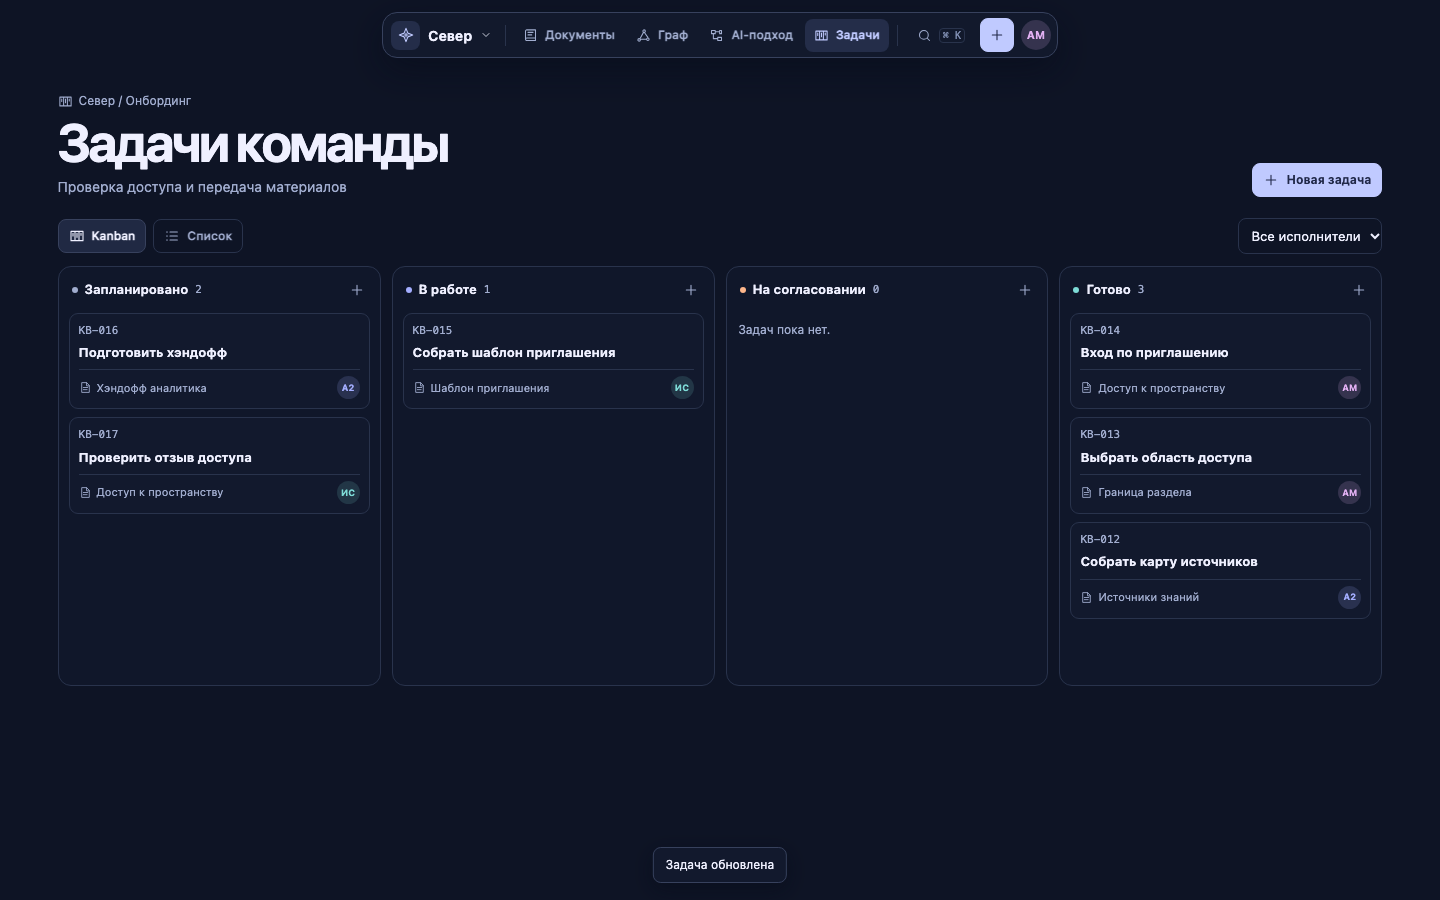 Север
Документы
Граф
AI-подход
Задачи
⌘ K
+
AM
Север / Онбординг
Задачи команды
Проверка доступа и передача материалов
+ Новая задача
Kanban
Список
Все исполнители
Запланировано 2 +
KB-016
Подготовить хэндофф
Хэндофф аналитика
A2
KB-017
Проверить отзыв доступа
Доступ к пространству
ИС
В работе 1 +
KB-015
Собрать шаблон приглашения
Шаблон приглашения
ИС
На согласовании 0 +
Задач пока нет.
Готово 3 +
KB-014
Вход по приглашению
Доступ к пространству
AM
KB-013
Выбрать область доступа
Граница раздела
AM
KB-012
Собрать карту источников
Источники знаний
A2
Задача обновлена